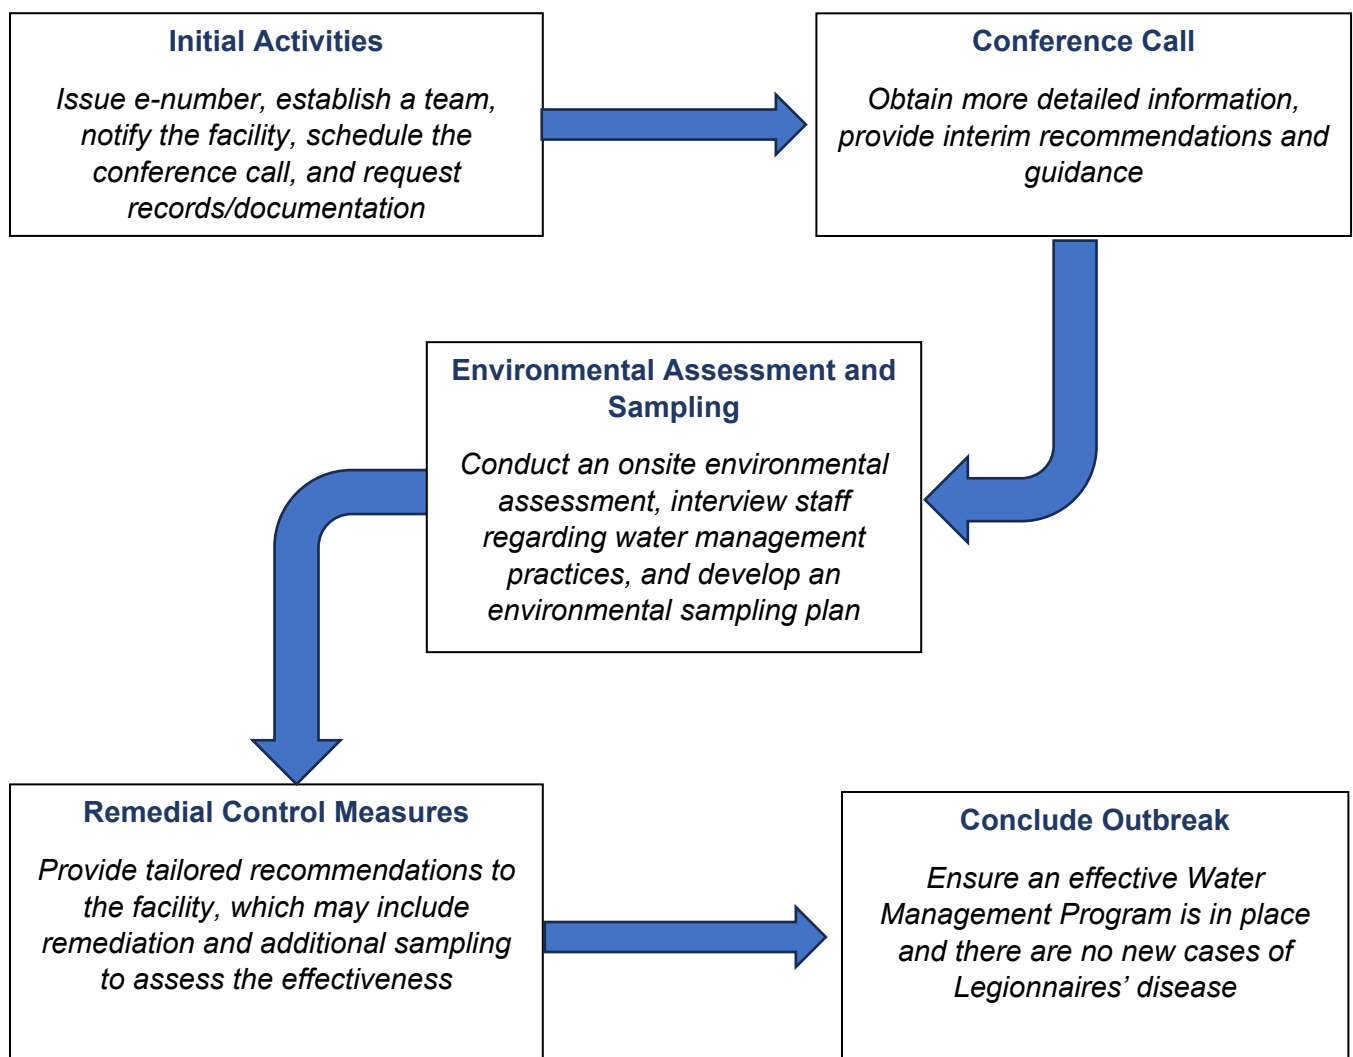 Initial Activities
Issue e-number, establish a team,
notify the facility, schedule the
conference call, and request
records/documentation
Conference Call
Obtain more detailed information,
provide interim recommendations and
guidance
Environmental Assessment and
Sampling
Conduct an onsite environmental
assessment, interview staff
regarding water management
practices, and develop an
environmental sampling plan
Remedial Control Measures
Provide tailored recommendations to
the facility, which may include
remediation and additional sampling
to assess the effectiveness
Conclude Outbreak
Ensure an effective Water
Management Program is in place
and there are no new cases of
Legionnaires’ disease